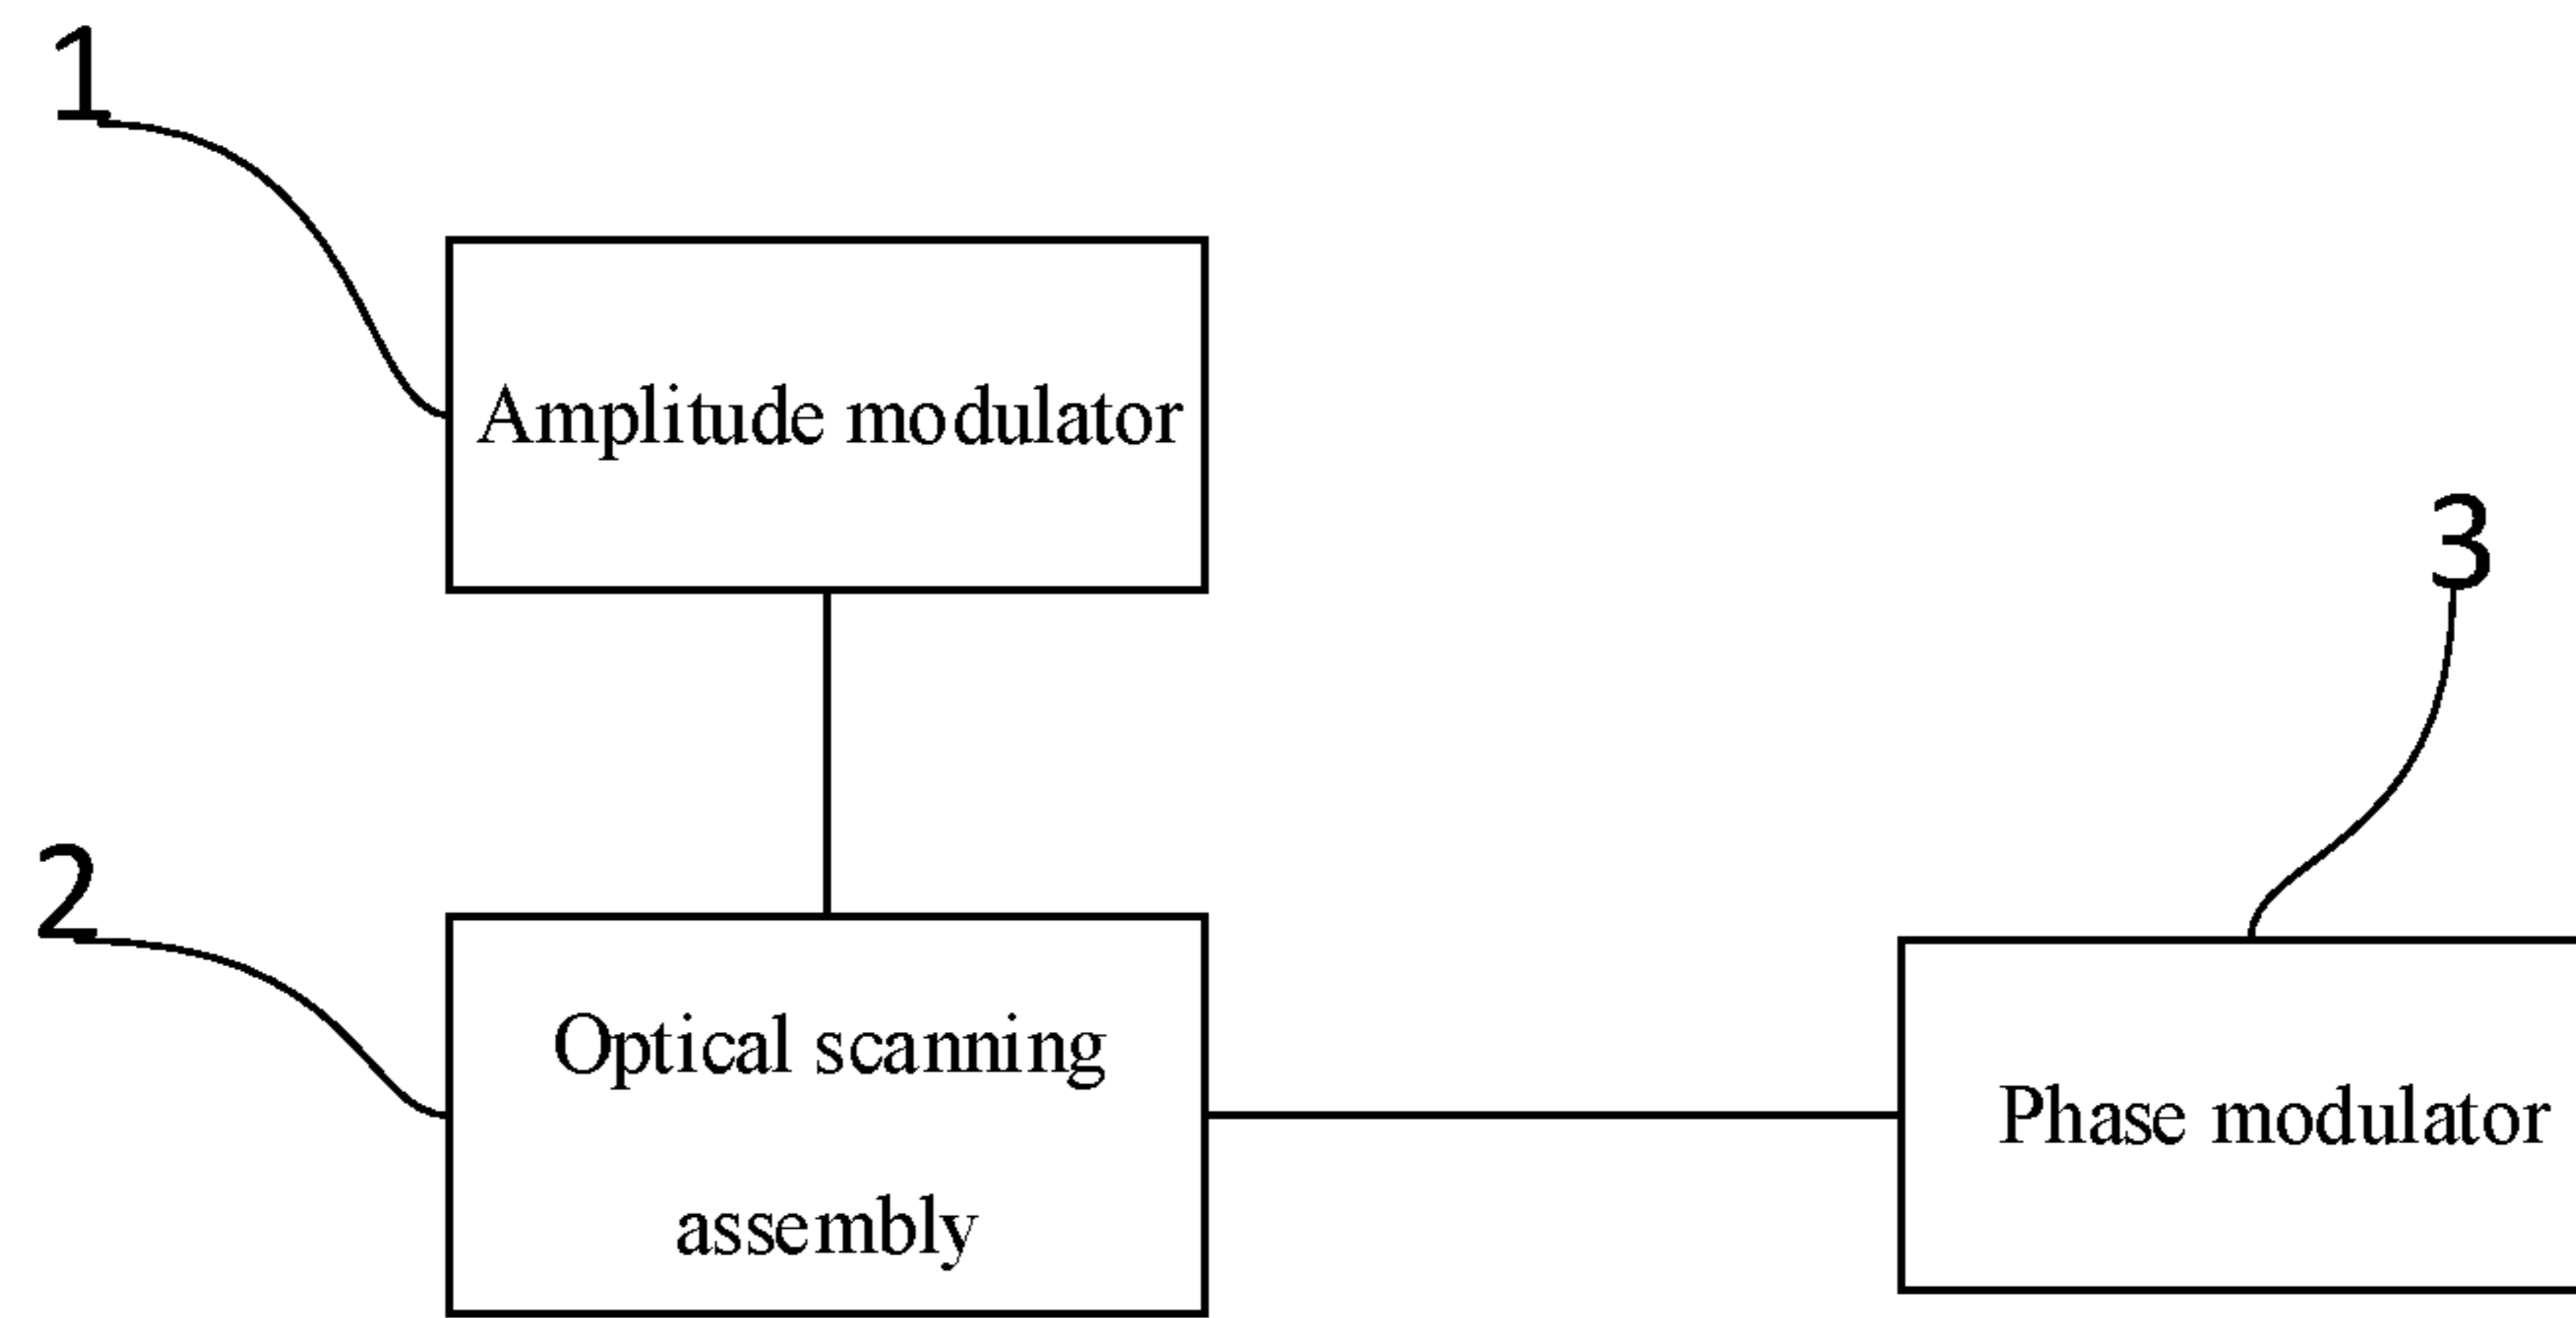 1
Amplitude modulator
3
2
Optical scanning
assembly
Phase modulator